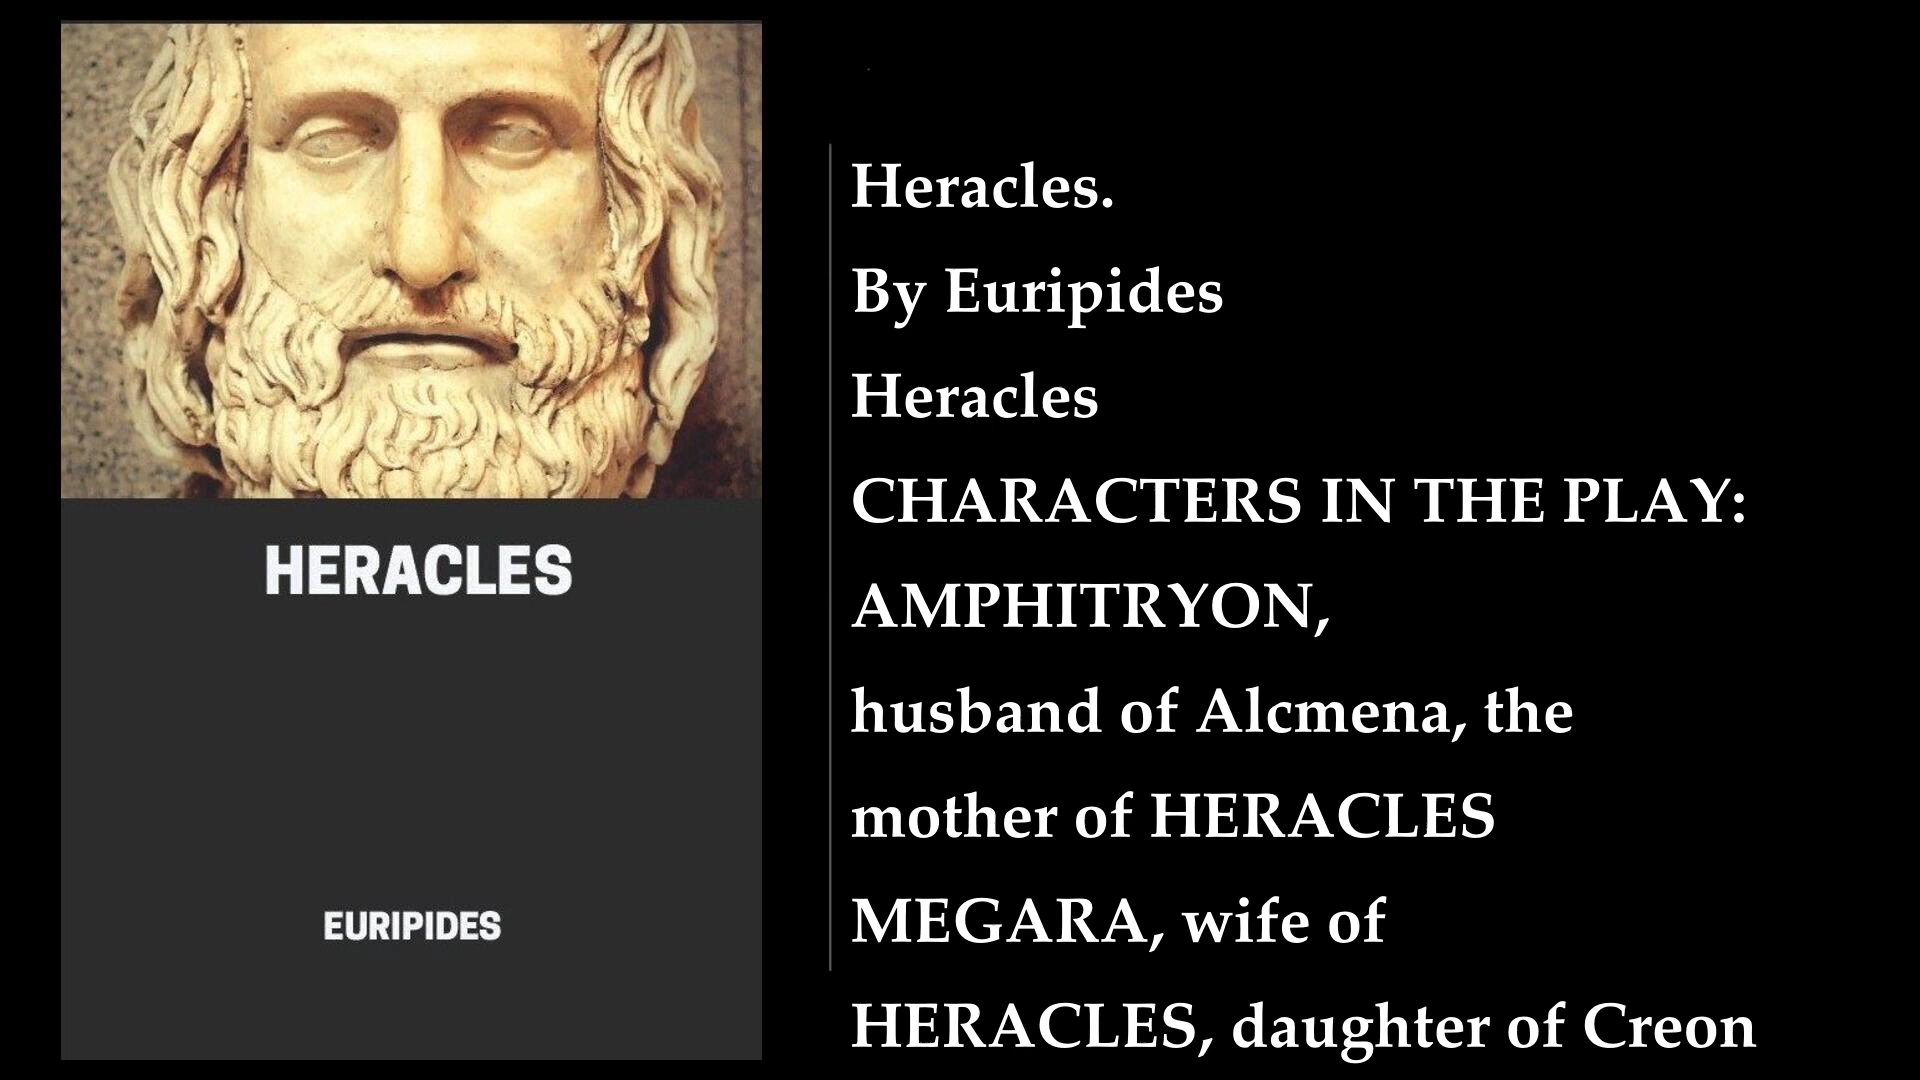 HERACLES
EURIPIDES
Heracles.
By Euripides
Heracles
CHARACTERS IN THE PLAY:
AMPHITRYON,
husband of Alcmena, the
mother of HERACLES
MEGARA, wife of
HERACLES, daughter of Creon